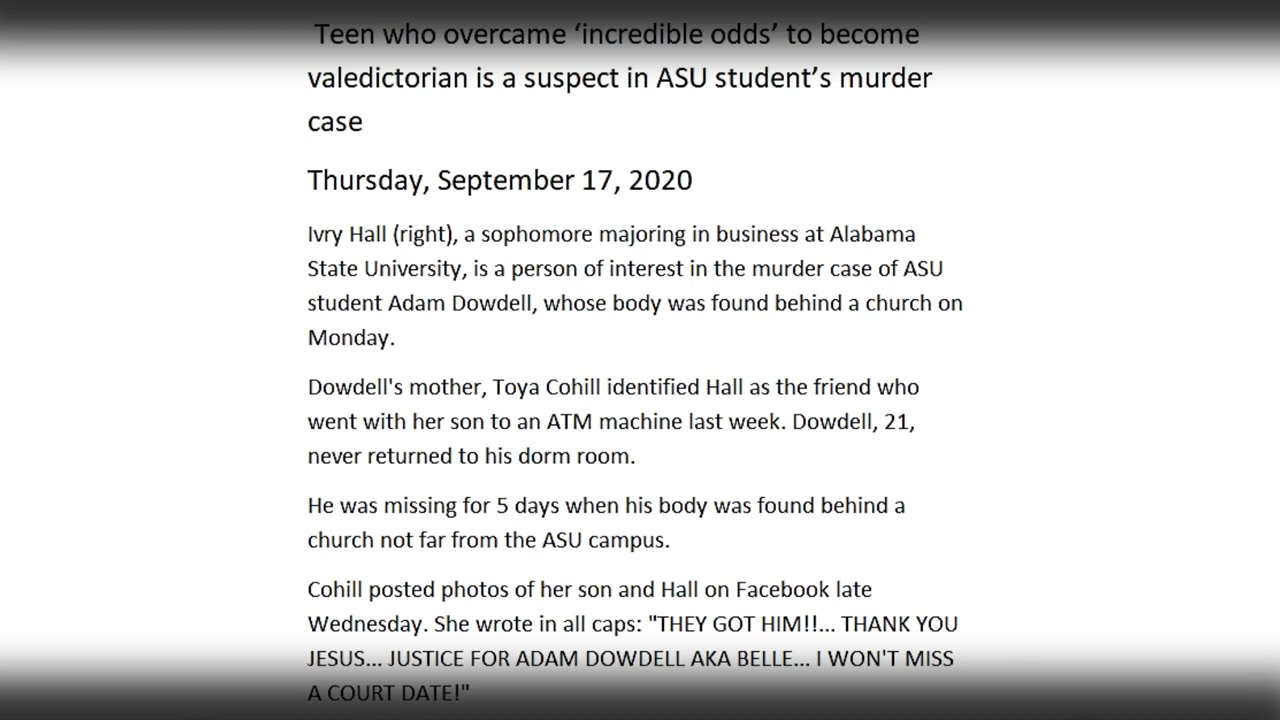 Teen who overcame ‘incredible odds’ to become
valedictorian is a suspect in ASU student’s murder
case
Thursday, September 17, 2020
Ivry Hall (right), a sophomore majoring in business at Alabama
State University, is a person of interest in the murder case of ASU
student Adam Dowdell, whose body was found behind a church on
Monday.
Dowdell's mother, Toya Cohill identified Hall as the friend who
went with her son to an ATM machine last week. Dowdell, 21,
never returned to his dorm room.
He was missing for 5 days when his body was found behind a
church not far from the ASU campus.
Cohill posted photos of her son and Hall on Facebook late
Wednesday. She wrote in all caps: "THEY GOT HIM!!... THANK YOU
JESUS... JUSTICE FOR ADAM DOWDELL AKA BELLE... I WON'T MISS
A COURT DATE!"